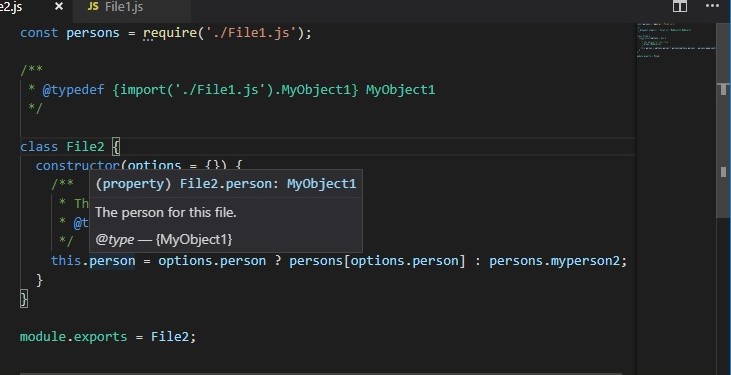 e2.js × JS File1.js ...
const persons = require('./File1.js');
/**
* @typedef {import('./File1.js').MyObject1} MyObject1
*/
class File2 {
constructor(options = {}) {
/**
* Th
* @t
*/
(property) File2.person: MyObject1
The person for this file.
@type — {MyObject1}
this.person = options.person ? persons[options.person] : persons.myperson2;
}
}
module.exports = File2;